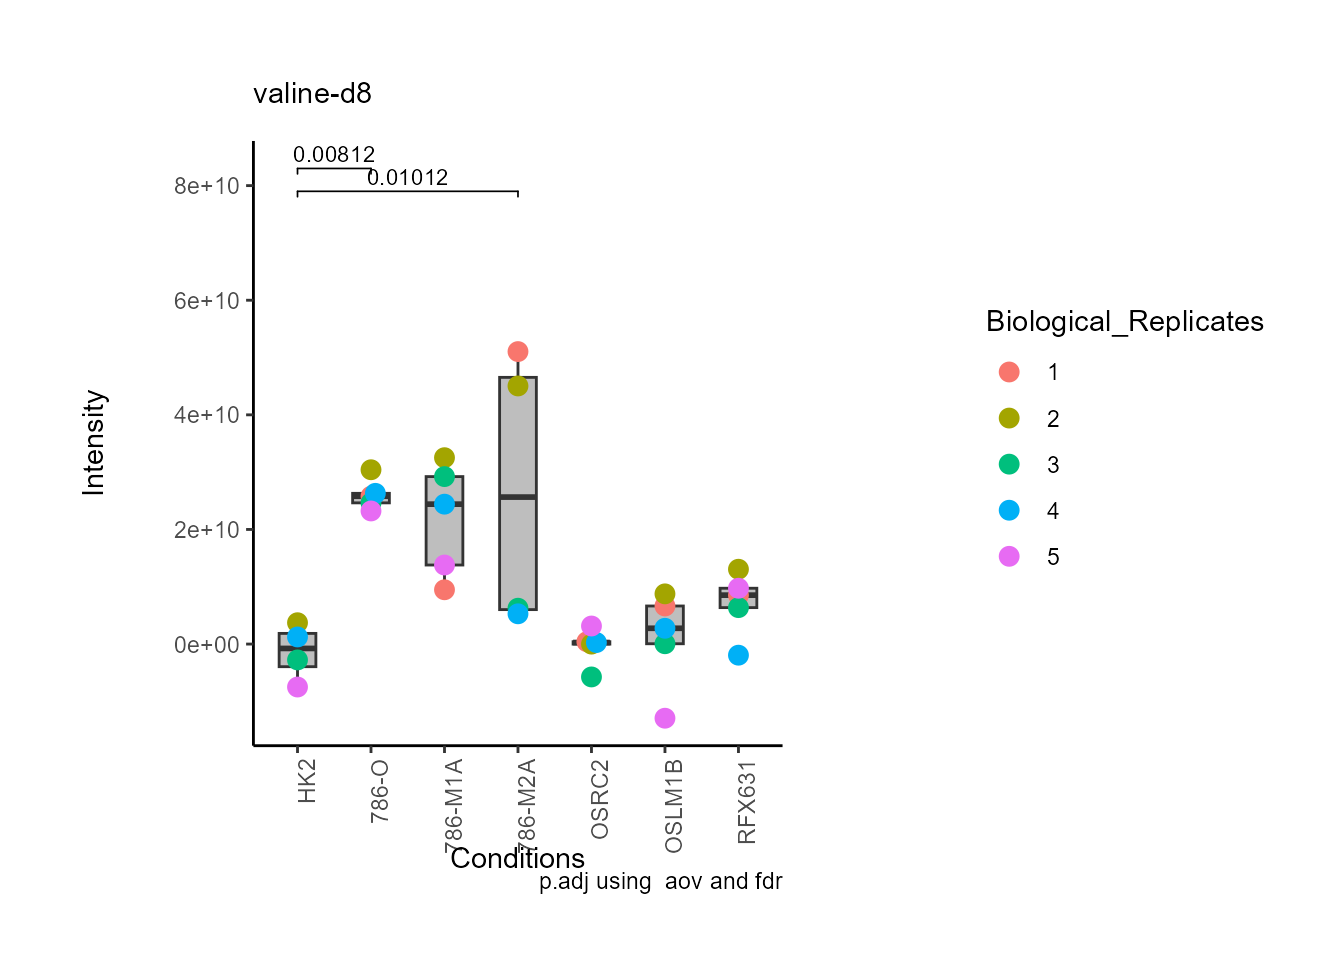 valine-d8
0.00812
0.01012
8e+10
6e+10
4e+10
2e+10
0e+00
Intensity
HK2
786-O
786-M1A
786-M2A
OSRC2
OSLM1B
RFX631
Conditions
p.adj using  aov and fdr
Biological_Replicates
1
2
3
4
5